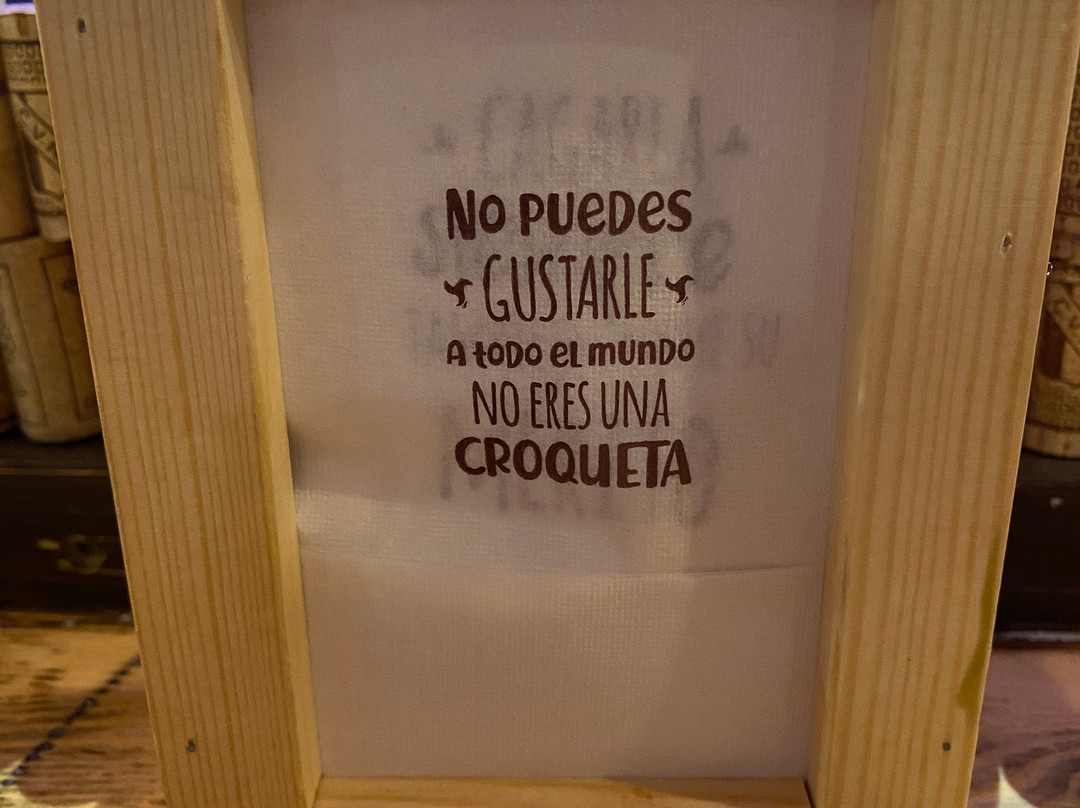 No puedes
GUSTARLE
A todo el mundo
NO ERES UNA
CROQUETA